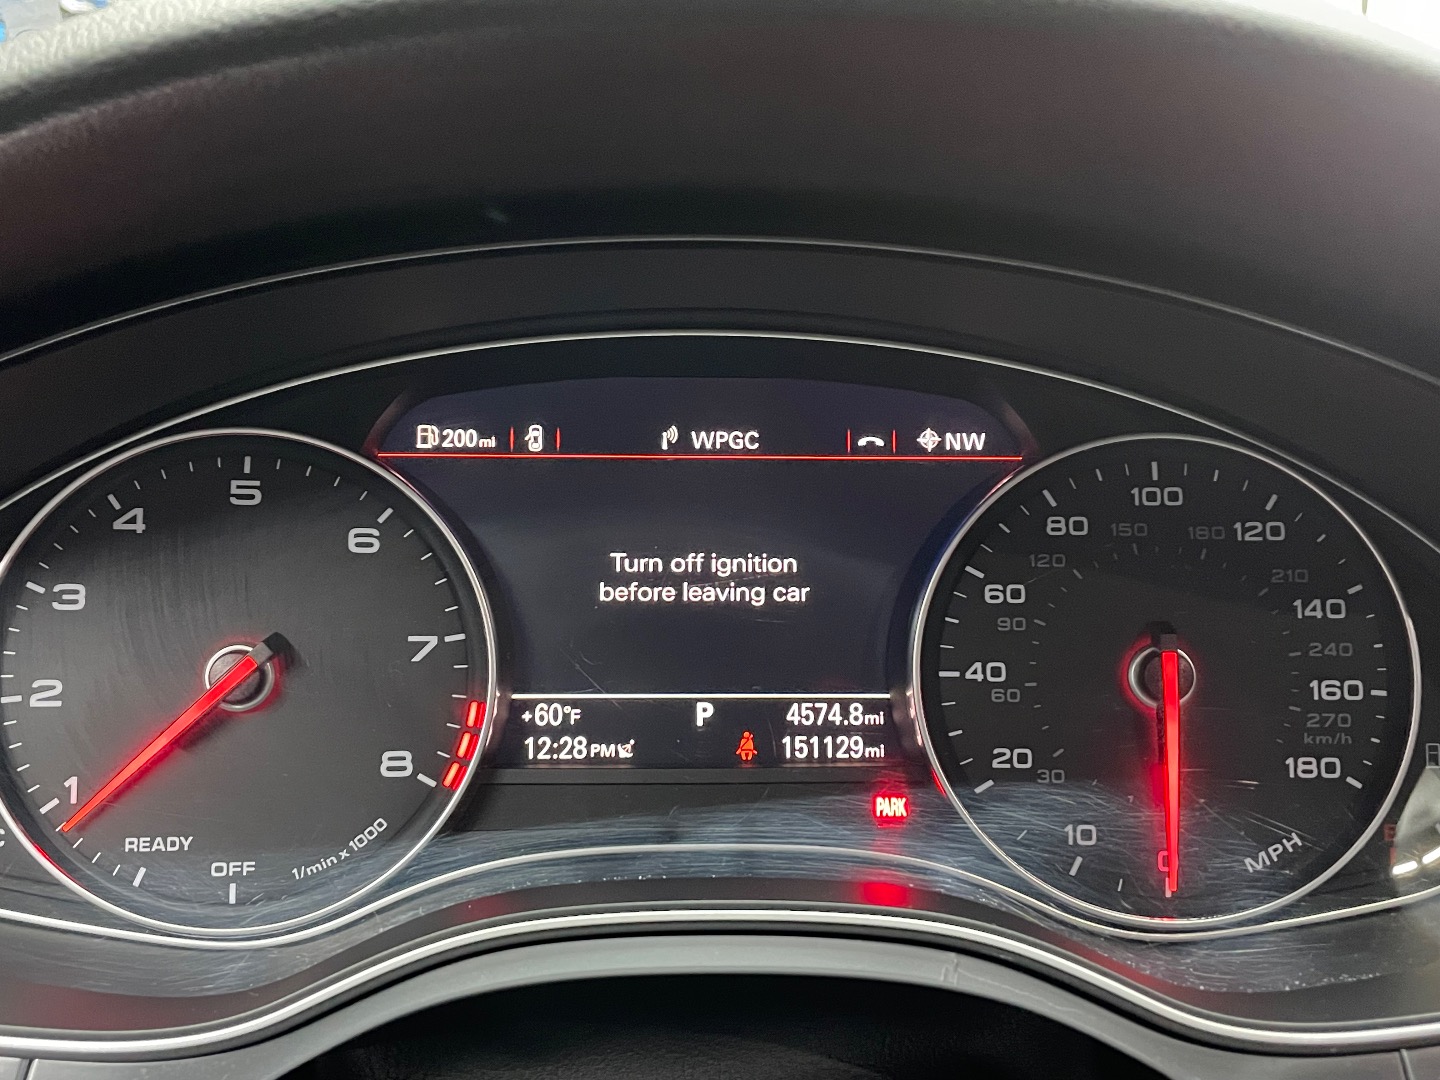 200mi
WPGC
NW
Turn off ignition
before leaving car
+60°F
P
4574.8mi
12:28PM
151129mi
PARK
1
2
3
4
5
6
7
8
READY
OFF
1/min x 1000
0
10
20
40
60
80
100
120
140
160
180
MPH
30
60
90
120
150
180
210
240
270
km/h